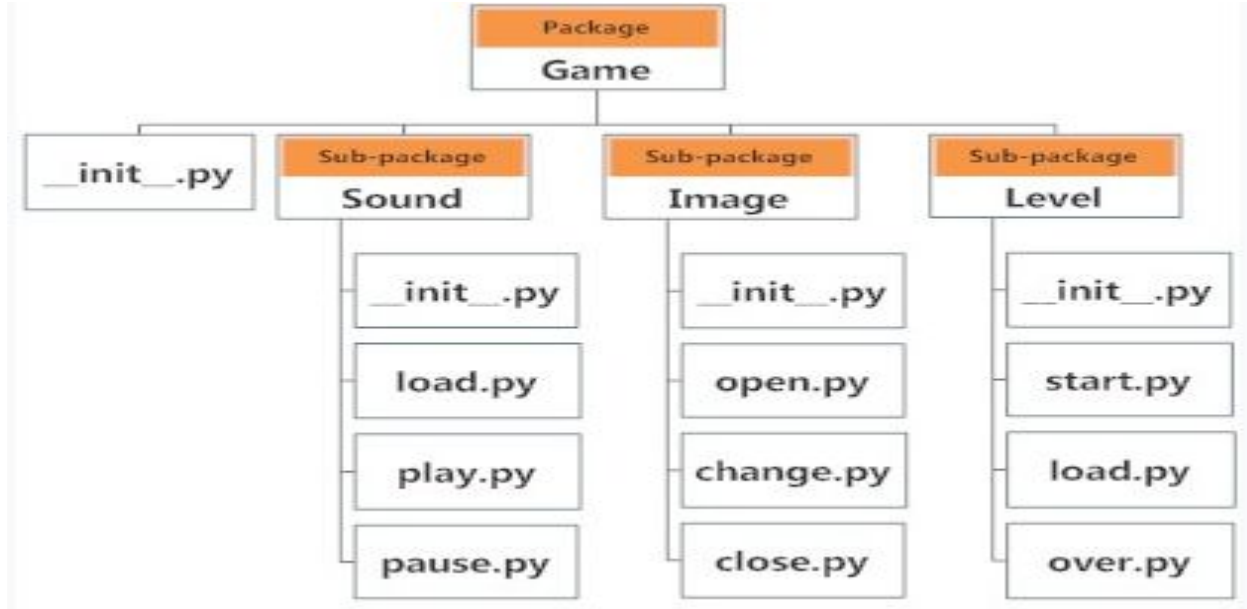 Package
Game
__init__.py
Sub-package
Sound
__init__.py
load.py
play.py
pause.py
Sub-package
Image
__init__.py
open.py
change.py
close.py
Sub-package
Level
__init__.py
start.py
load.py
over.py